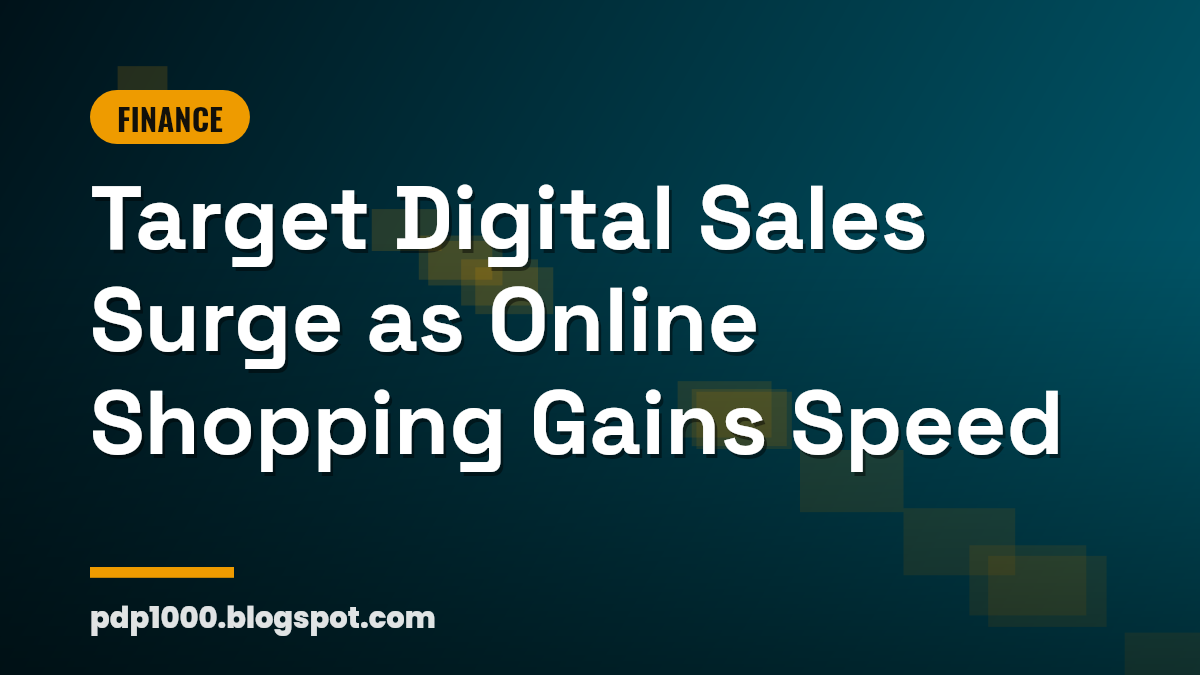 FINANCE
Target Digital Sales
Surge as Online
Shopping Gains Speed
pdp1000.blogspot.com